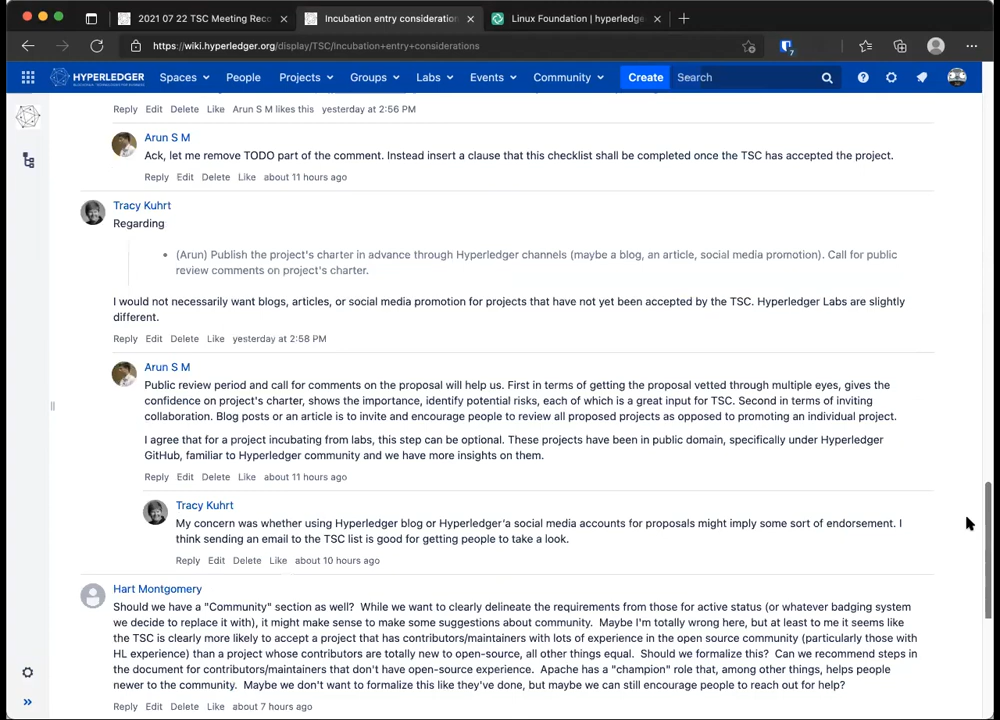 2021 07 22 TSC Meeting Reco
Incubation entry consideration
Linux Foundation | hyperledge
https://wiki.hyperledger.org/display/TSC/Incubation+entry+considerations
7
HYPERLEDGER
Spaces
People
Projects
Groups
Labs
Events
Community
Create
Search
Reply Edit Delete Like Arun S M likes this yesterday at 2:56 PM
Arun S M
Ack, let me remove TODO part of the comment. Instead insert a clause that this checklist shall be completed once the TSC has accepted the project.
Reply Edit Delete Like about 11 hours ago
Tracy Kuhrt
Regarding
• (Arun) Publish the project's charter in advance through Hyperledger channels (maybe a blog, an article, social media promotion). Call for public
review comments on project's charter.
I would not necessarily want blogs, articles, or social media promotion for projects that have not yet been accepted by the TSC. Hyperledger Labs are slightly
different.
Reply Edit Delete Like yesterday at 2:58 PM
Arun S M
Public review period and call for comments on the proposal will help us. First in terms of getting the proposal vetted through multiple eyes, gives the
confidence on project's charter, shows the importance, identify potential risks, each of which is a great input for TSC. Second in terms of inviting
collaboration. Blog posts or an article is to invite and encourage people to review all proposed projects as opposed to promoting an individual project.
I agree that for a project incubating from labs, this step can be optional. These projects have been in public domain, specifically under Hyperledger
GitHub, familiar to Hyperledger community and we have more insights on them.
Reply Edit Delete Like about 11 hours ago
Tracy Kuhrt
My concern was whether using Hyperledger blog or Hyperledger'a social media accounts for proposals might imply some sort of endorsement. I
think sending an email to the TSC list is good for getting people to take a look.
Reply Edit Delete Like about 10 hours ago
Hart Montgomery
Should we have a "Community" section as well? While we want to clearly delineate the requirements from those for active status (or whatever badging system
we decide to replace it with), it might make sense to make some suggestions about community. Maybe I'm totally wrong here, but at least to me it seems like
the TSC is clearly more likely to accept a project that has contributors/maintainers with lots of experience in the open source community (particularly those with
HL experience) than a project whose contributors are totally new to open-source, all other things equal. Should we formalize this? Can we recommend steps in
the document for contributors/maintainers that don't have open-source experience. Apache has a "champion" role that, among other things, helps people
newer to the community. Maybe we don't want to formalize this like they've done, but maybe we can still encourage people to reach out for help?
Reply Edit Delete Like about 7 hours ago